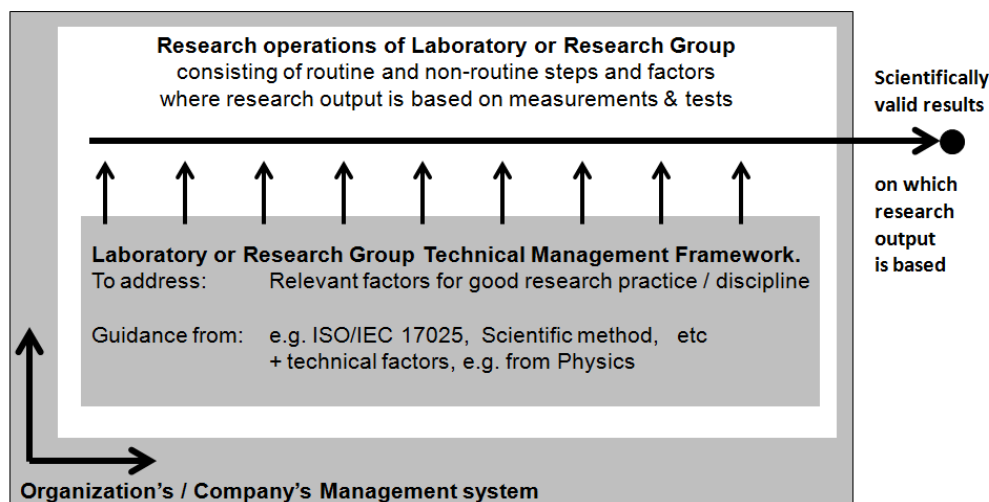 Research operations of Laboratory or Research Group
consisting of routine and non-routine steps and factors
where research output is based on measurements & tests
Scientifically
valid results
on which
research
output
is based
Laboratory or Research Group Technical Management Framework.
To address: Relevant factors for good research practice / discipline
Guidance from: e.g. ISO/IEC 17025, Scientific method, etc
+ technical factors, e.g. from Physics
Organization's / Company's Management system